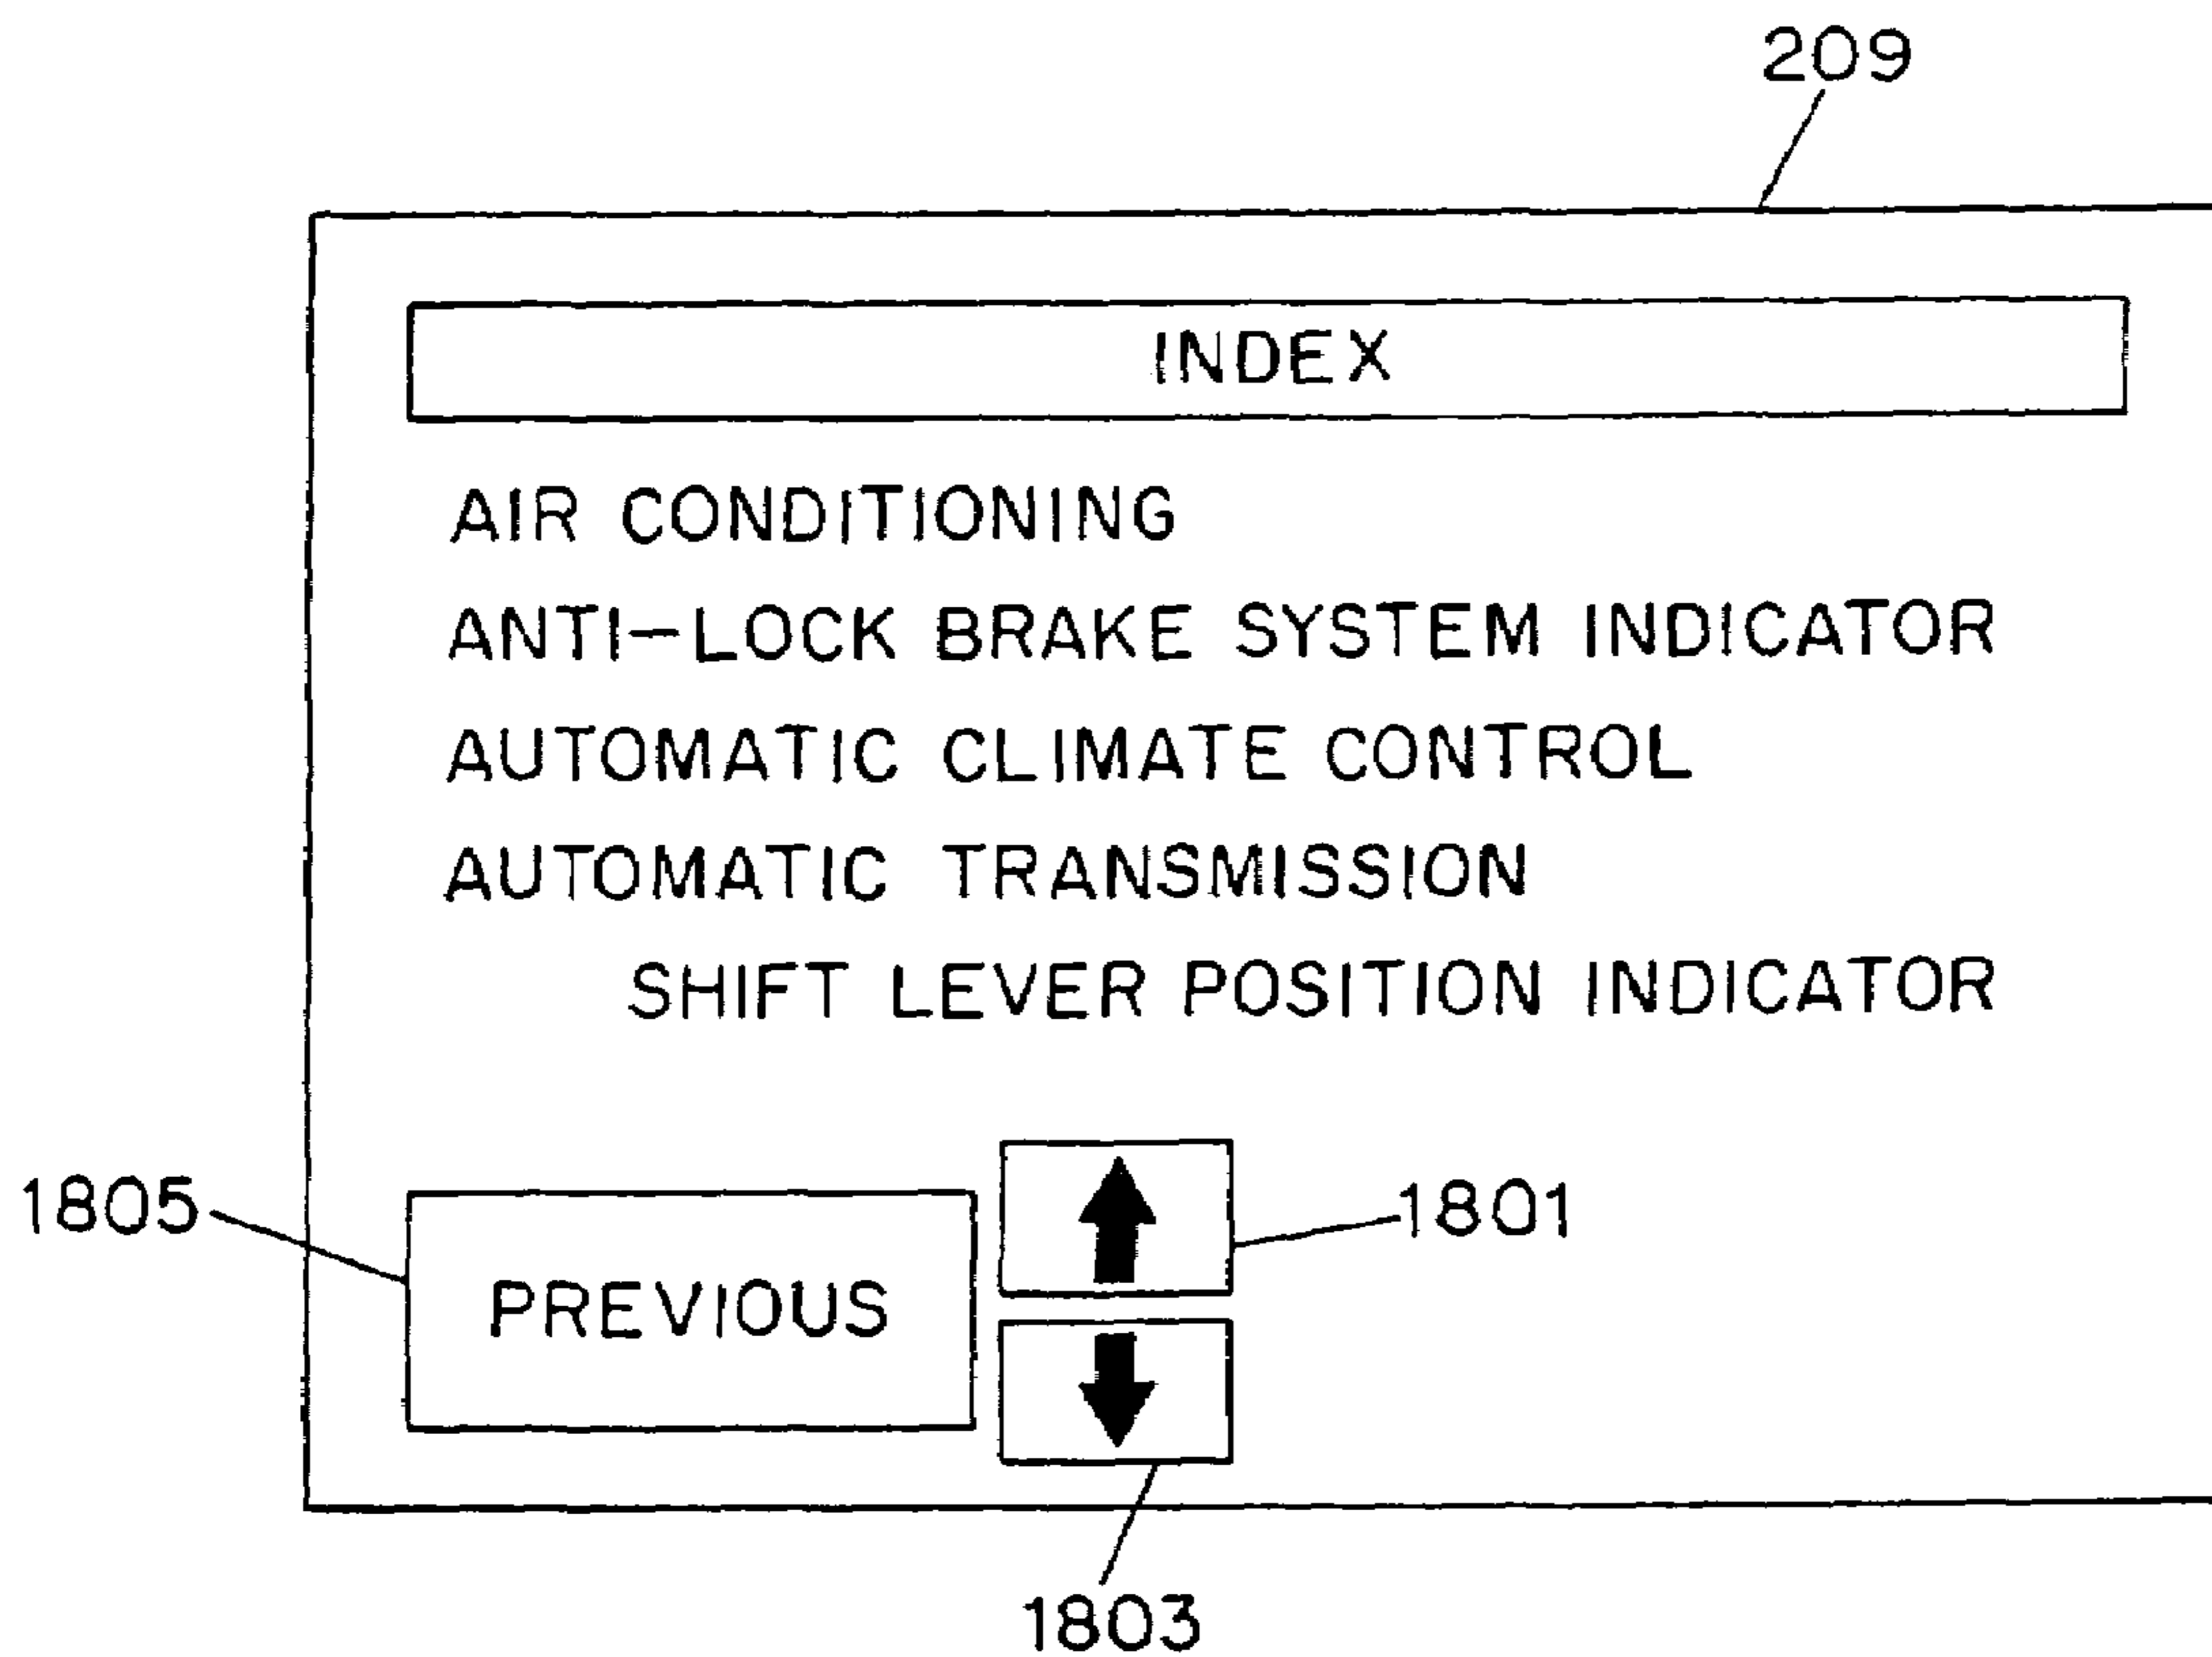 209
INDEX
AIR CONDITIONING
ANTI-LOCK BRAKE SYSTEM INDICATOR
AUTOMATIC CLIMATE CONTROL
AUTOMATIC TRANSMISSION
SHIFT LEVER POSITION INDICATOR
1805
1801
PREVIOUS
1803